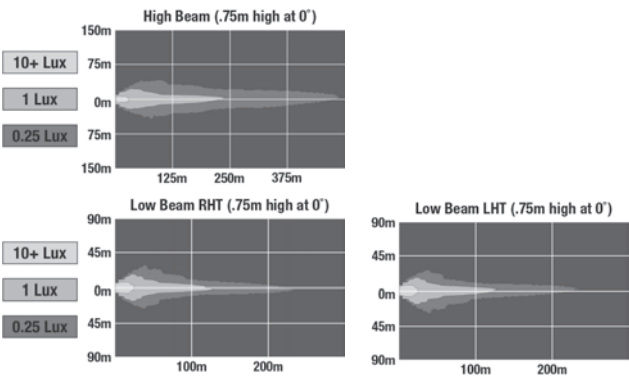 High Beam (.75m high at 0˚)
150m
75m
0m
75m
150m
125m 250m 375m
10+ Lux
1 Lux
0.25 Lux
Low Beam RHT (.75m high at 0˚)
90m
45m
0m
45m
90m
100m 200m
10+ Lux
1 Lux
0.25 Lux
Low Beam LHT (.75m high at 0˚)
90m
45m
0m
45m
90m
100m 200m